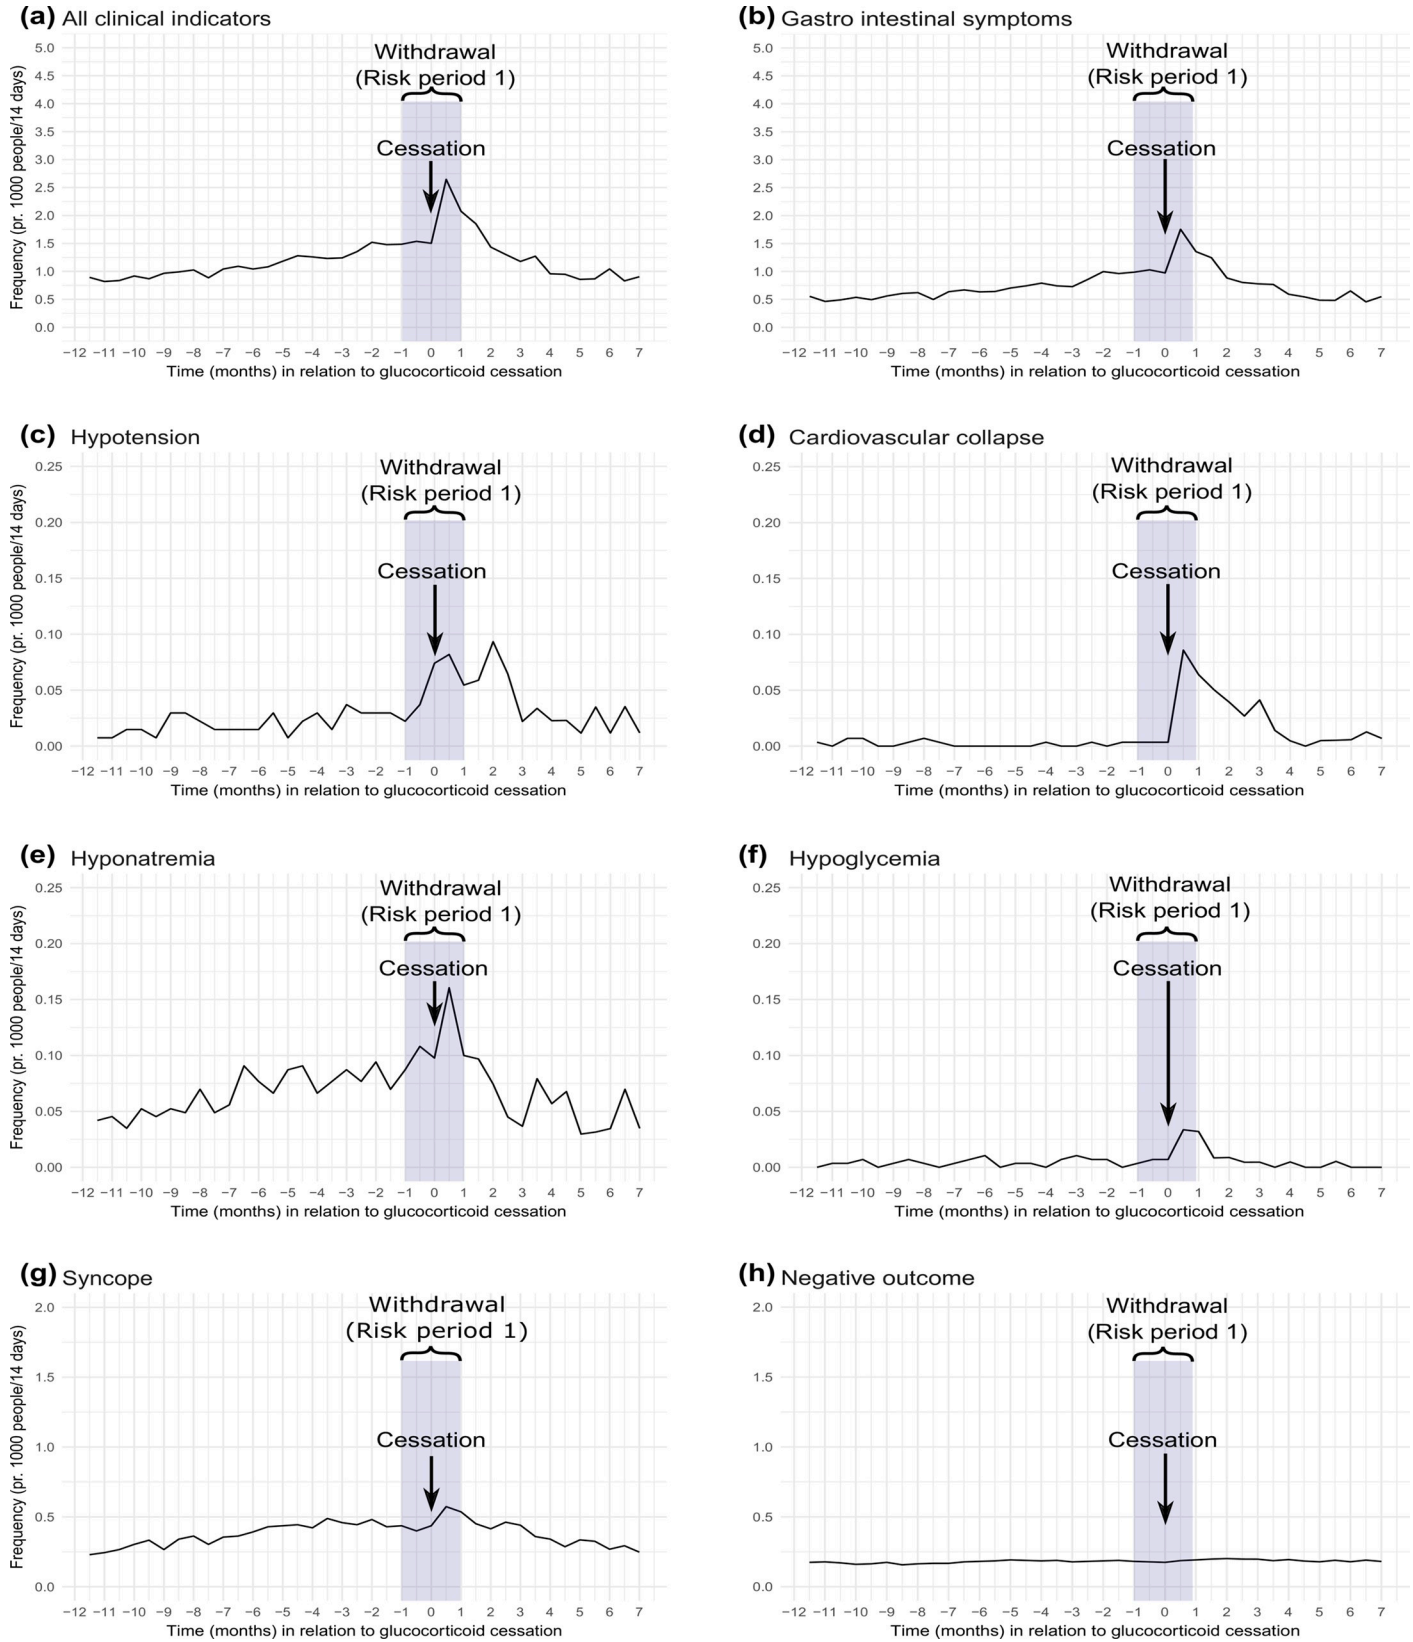 (a) All clinical indicators
Frequency (pr. 1000 people/14 days)
5.0
4.5
4.0
3.5
3.0
2.5
2.0
1.5
1.0
0.5
0.0
Withdrawal
(Risk period 1)
Cessation
−12 −11 −10 −9 −8 −7 −6 −5 −4 −3 −2 −1 0 1 2 3 4 5 6 7
Time (months) in relation to glucocorticoid cessation
(b) Gastro intestinal symptoms
5.0
4.5
4.0
3.5
3.0
2.5
2.0
1.5
1.0
0.5
0.0
Withdrawal
(Risk period 1)
Cessation
−12 −11 −10 −9 −8 −7 −6 −5 −4 −3 −2 −1 0 1 2 3 4 5 6 7
Time (months) in relation to glucocorticoid cessation
(c) Hypotension
Frequency (pr. 1000 people/14 days)
0.25
0.20
0.15
0.10
0.05
0.00
Withdrawal
(Risk period 1)
Cessation
−12 −11 −10 −9 −8 −7 −6 −5 −4 −3 −2 −1 0 1 2 3 4 5 6 7
Time (months) in relation to glucocorticoid cessation
(d) Cardiovascular collapse
0.25
0.20
0.15
0.10
0.05
0.00
Withdrawal
(Risk period 1)
Cessation
−12 −11 −10 −9 −8 −7 −6 −5 −4 −3 −2 −1 0 1 2 3 4 5 6 7
Time (months) in relation to glucocorticoid cessation
(e) Hyponatremia
Frequency (pr. 1000 people/14 days)
0.25
0.20
0.15
0.10
0.05
0.00
Withdrawal
(Risk period 1)
Cessation
−12 −11 −10 −9 −8 −7 −6 −5 −4 −3 −2 −1 0 1 2 3 4 5 6 7
Time (months) in relation to glucocorticoid cessation
(f) Hypoglycemia
0.25
0.20
0.15
0.10
0.05
0.00
Withdrawal
(Risk period 1)
Cessation
−12 −11 −10 −9 −8 −7 −6 −5 −4 −3 −2 −1 0 1 2 3 4 5 6 7
Time (months) in relation to glucocorticoid cessation
(g) Syncope
Frequency (pr. 1000 people/14 days)
2.0
1.5
1.0
0.5
0.0
Withdrawal
(Risk period 1)
Cessation
−12 −11 −10 −9 −8 −7 −6 −5 −4 −3 −2 −1 0 1 2 3 4 5 6 7
Time (months) in relation to glucocorticoid cessation
(h) Negative outcome
2.0
1.5
1.0
0.5
0.0
Withdrawal
(Risk period 1)
Cessation
−12 −11 −10 −9 −8 −7 −6 −5 −4 −3 −2 −1 0 1 2 3 4 5 6 7
Time (months) in relation to glucocorticoid cessation